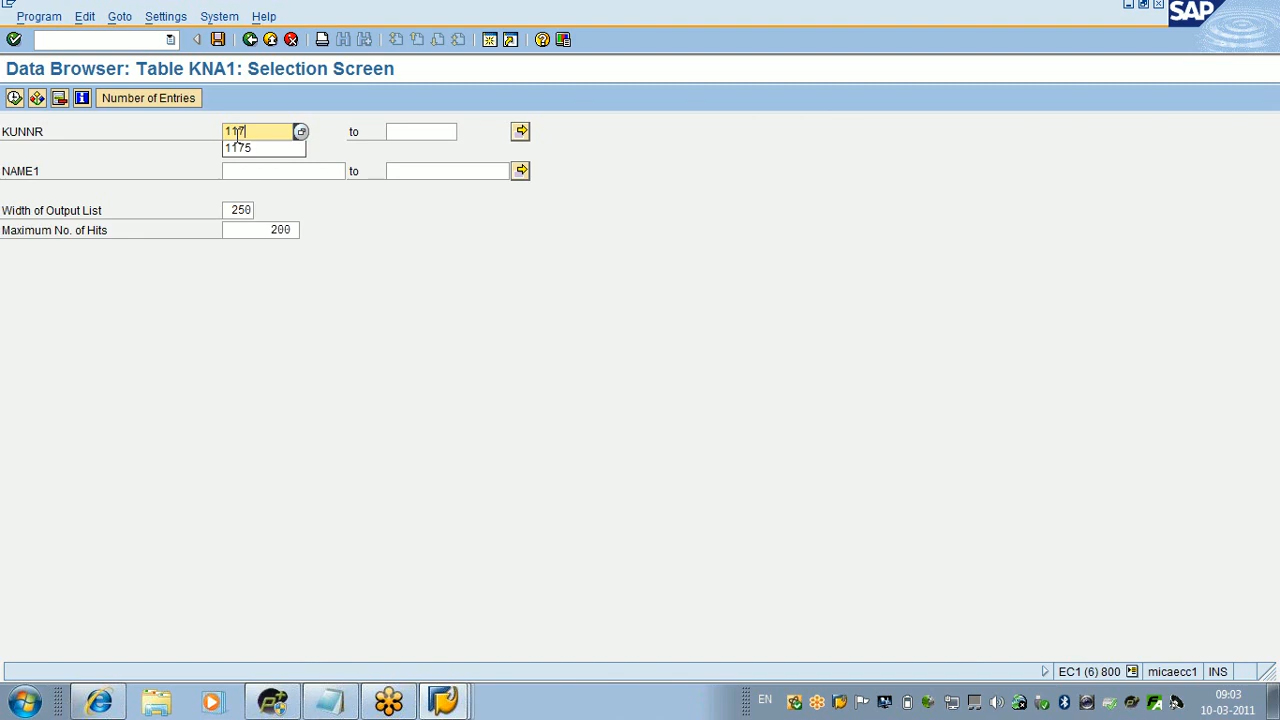 Program Edit Goto Settings System Help
SAP
Data Browser: Table KNA1: Selection Screen
Number of Entries
KUNNR 117 to
1175
NAME1 to
Width of Output List 250
Maximum No. of Hits 200
EC1 (6) 800 micaecc1 INS
EN 09:03
10-03-2011